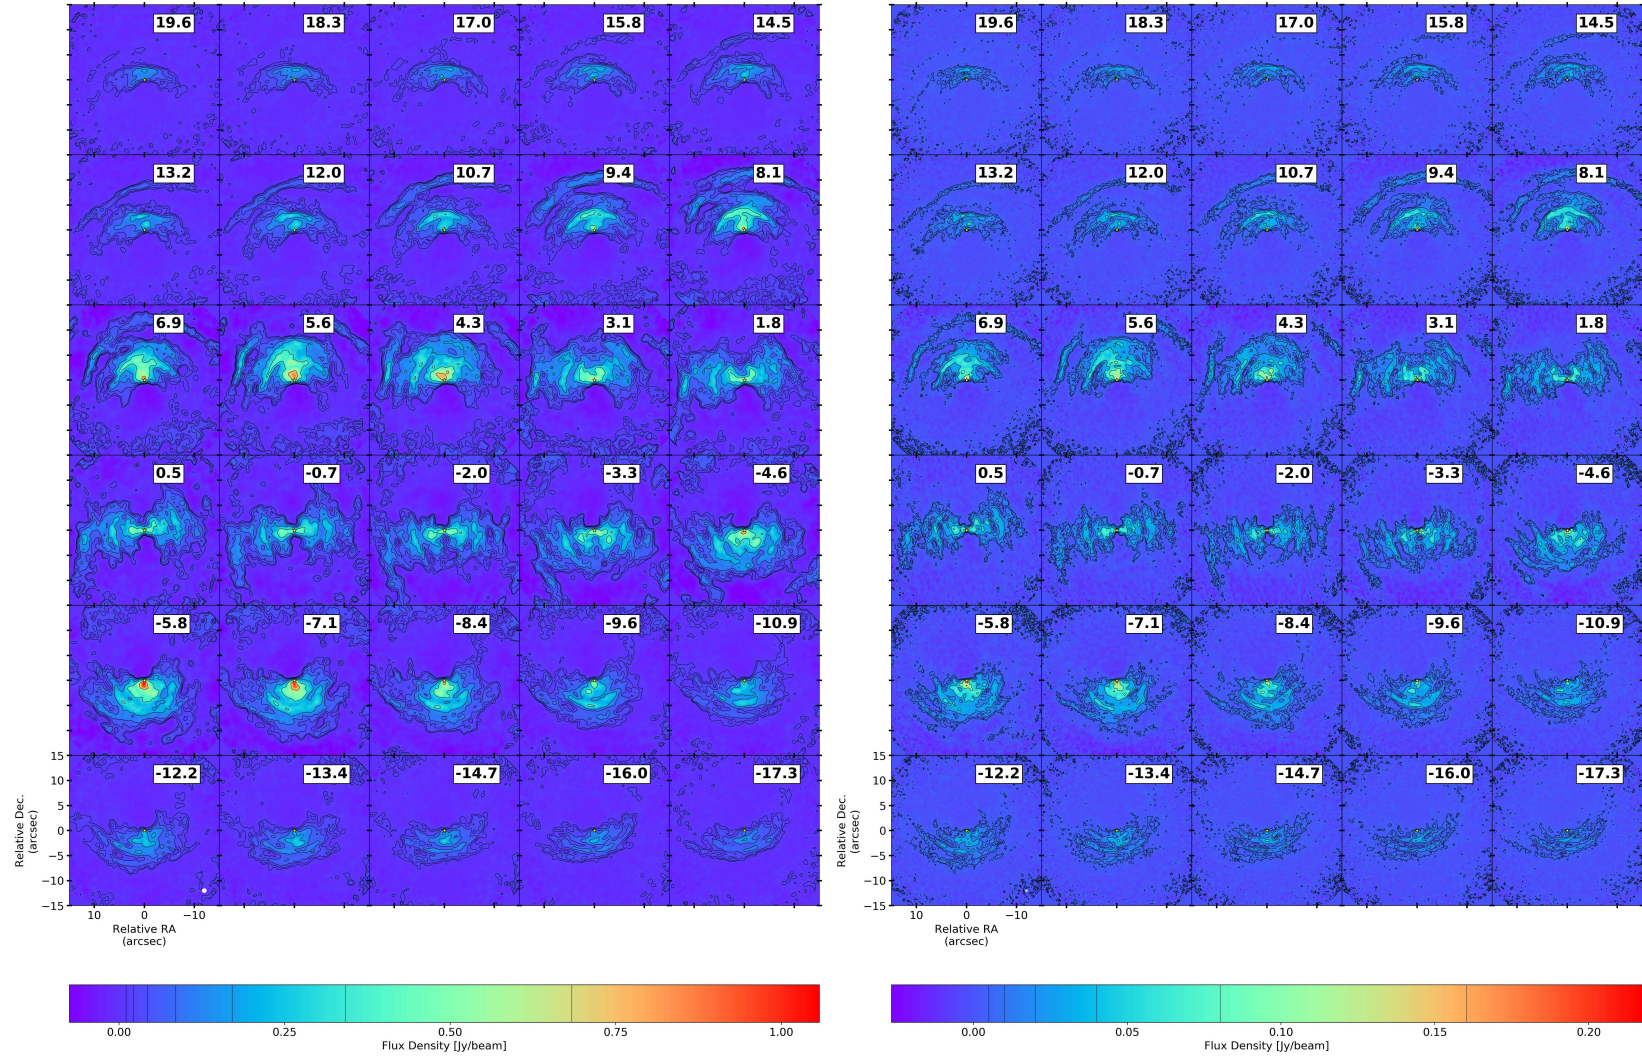 19.6 18.3 17.0 15.8 14.5 19.6 18.3 17.0 15.8 14.5
13.2 12.0 10.7 9.4 8.1 13.2 12.0 10.7 9.4 8.1
6.9 5.6 4.3 3.1 1.8 6.9 5.6 4.3 3.1 1.8
0.5 -0.7 -2.0 -3.3 -4.6 0.5 -0.7 -2.0 -3.3 -4.6
-5.8 -7.1 -8.4 -9.6 -10.9 -5.8 -7.1 -8.4 -9.6 -10.9
-12.2 -13.4 -14.7 -16.0 -17.3 -12.2 -13.4 -14.7 -16.0 -17.3
15
10
5
0
−5
−10
−15
Relative Dec.
(arcsec)
10 0 −10
Relative RA
(arcsec)
15
10
5
0
−5
−10
−15
Relative Dec.
(arcsec)
10 0 −10
Relative RA
(arcsec)
0.00 0.25 0.50 0.75 1.00
Flux Density [Jy/beam]
0.00 0.05 0.10 0.15 0.20
Flux Density [Jy/beam]